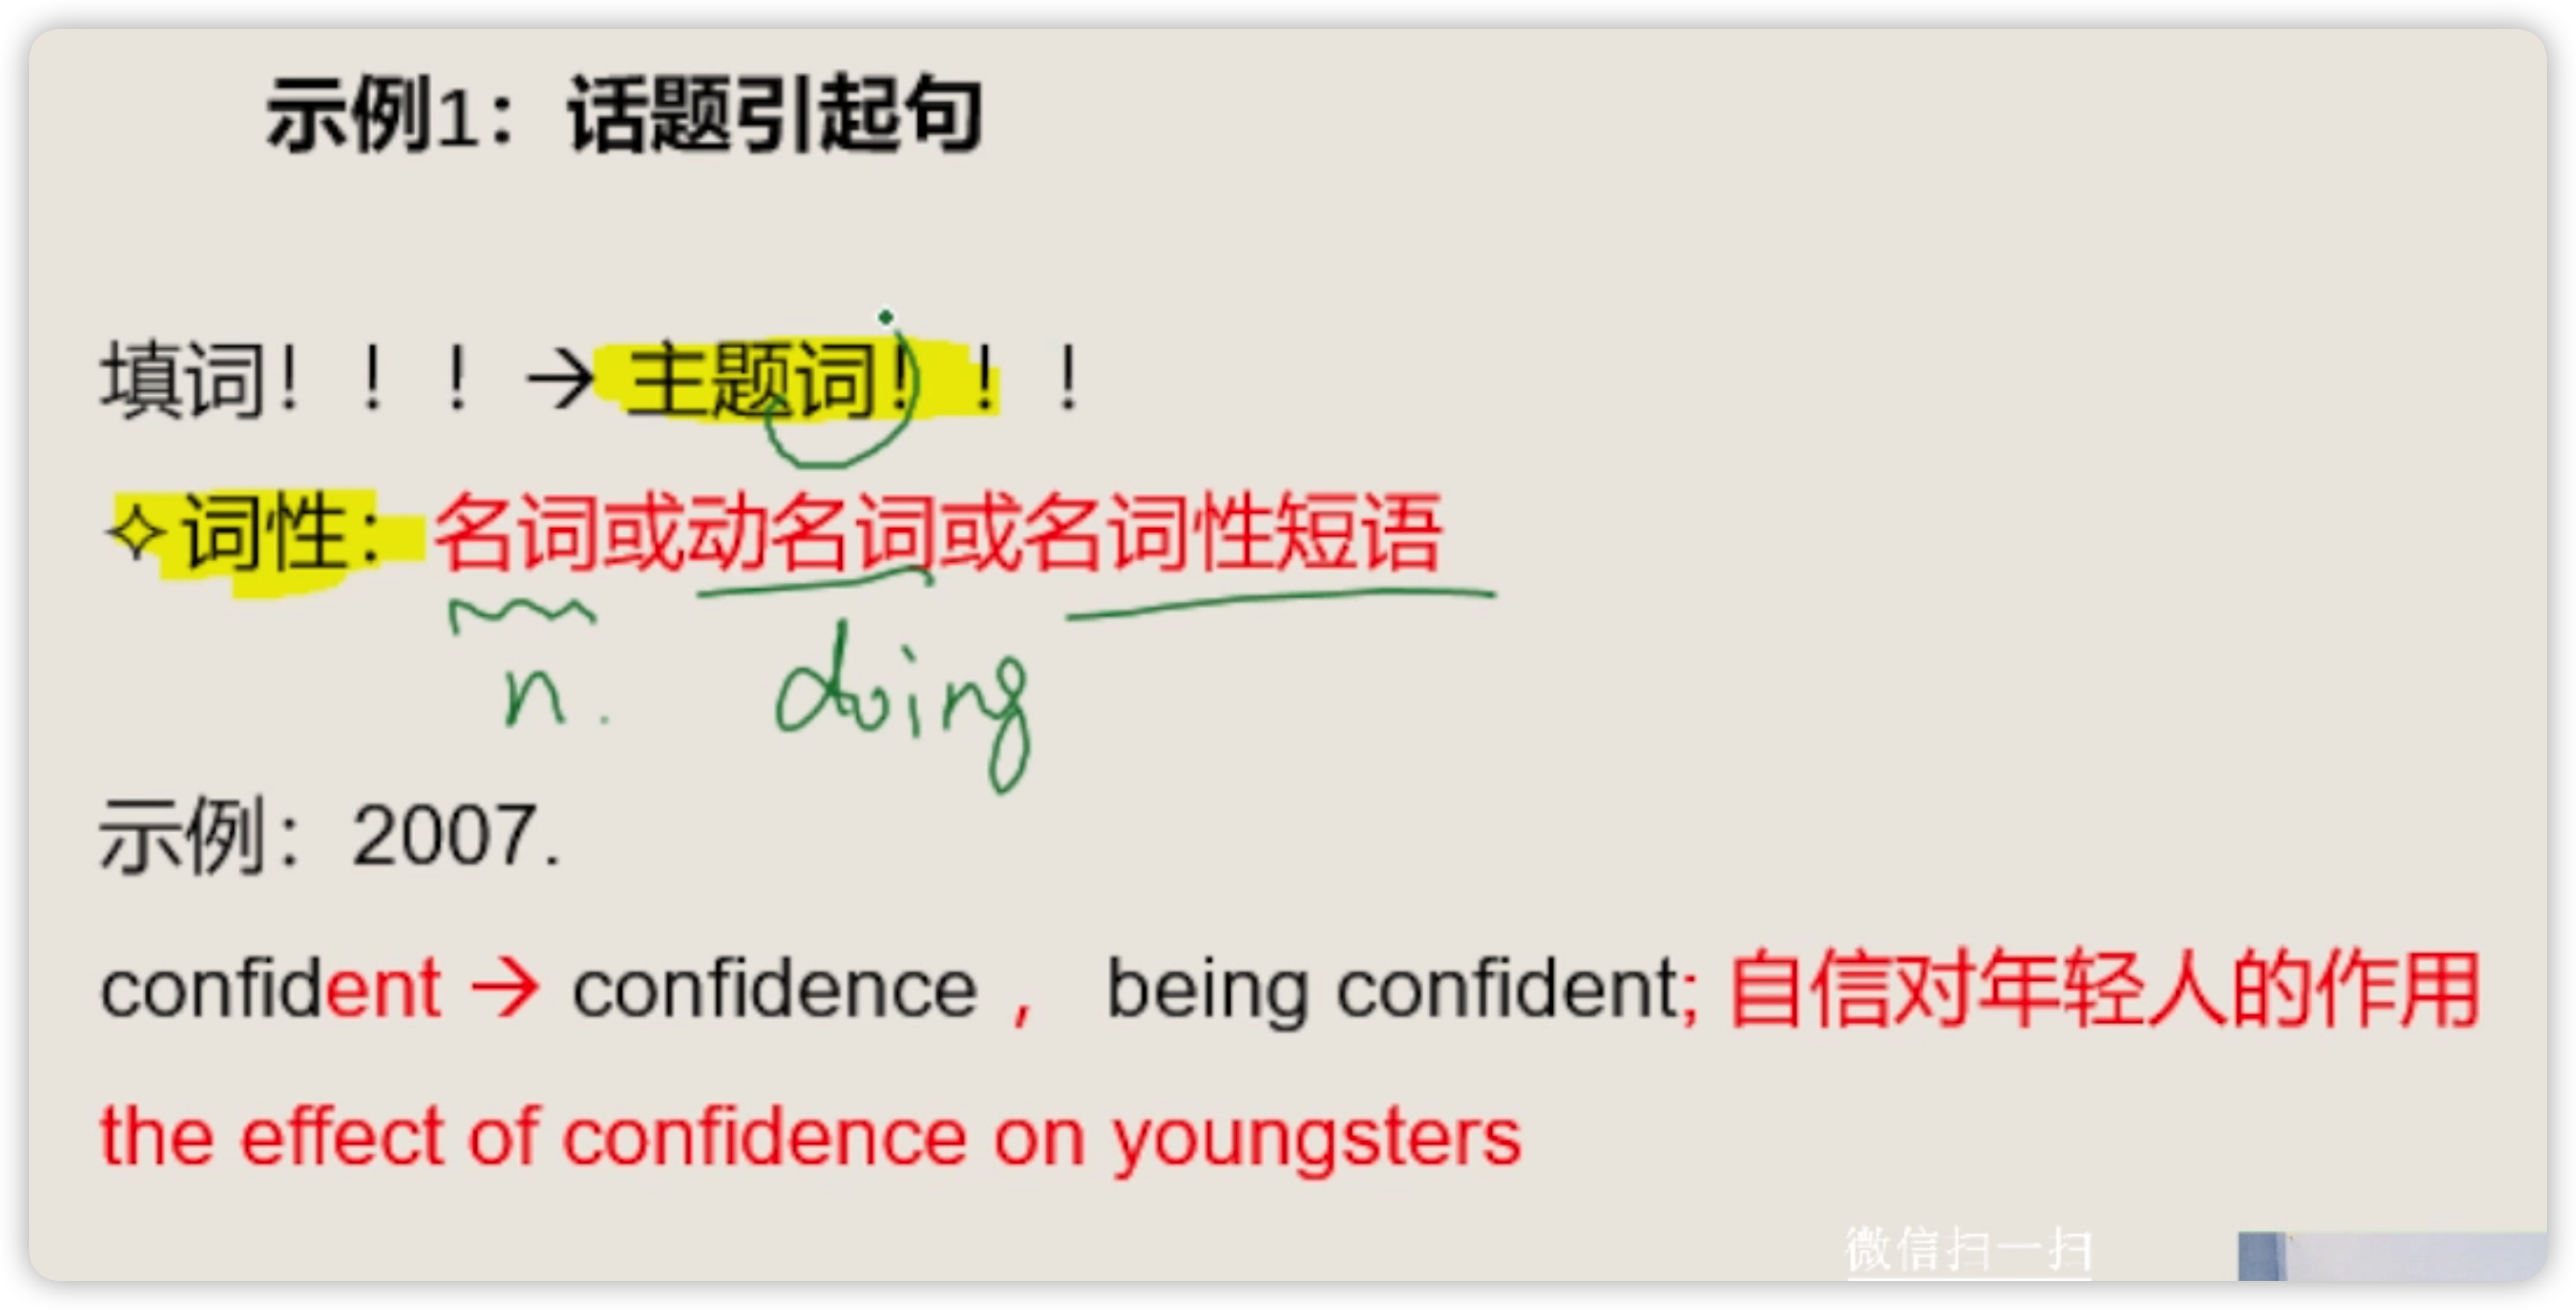 示例1：话题引起句
填词！！！→主题词！！！
✧词性：名词或动名词或名词性短语
n. doing
示例：2007.
confident → confidence ， being confident; 自信对年轻人的作用
the effect of confidence on youngsters
微信扫一扫